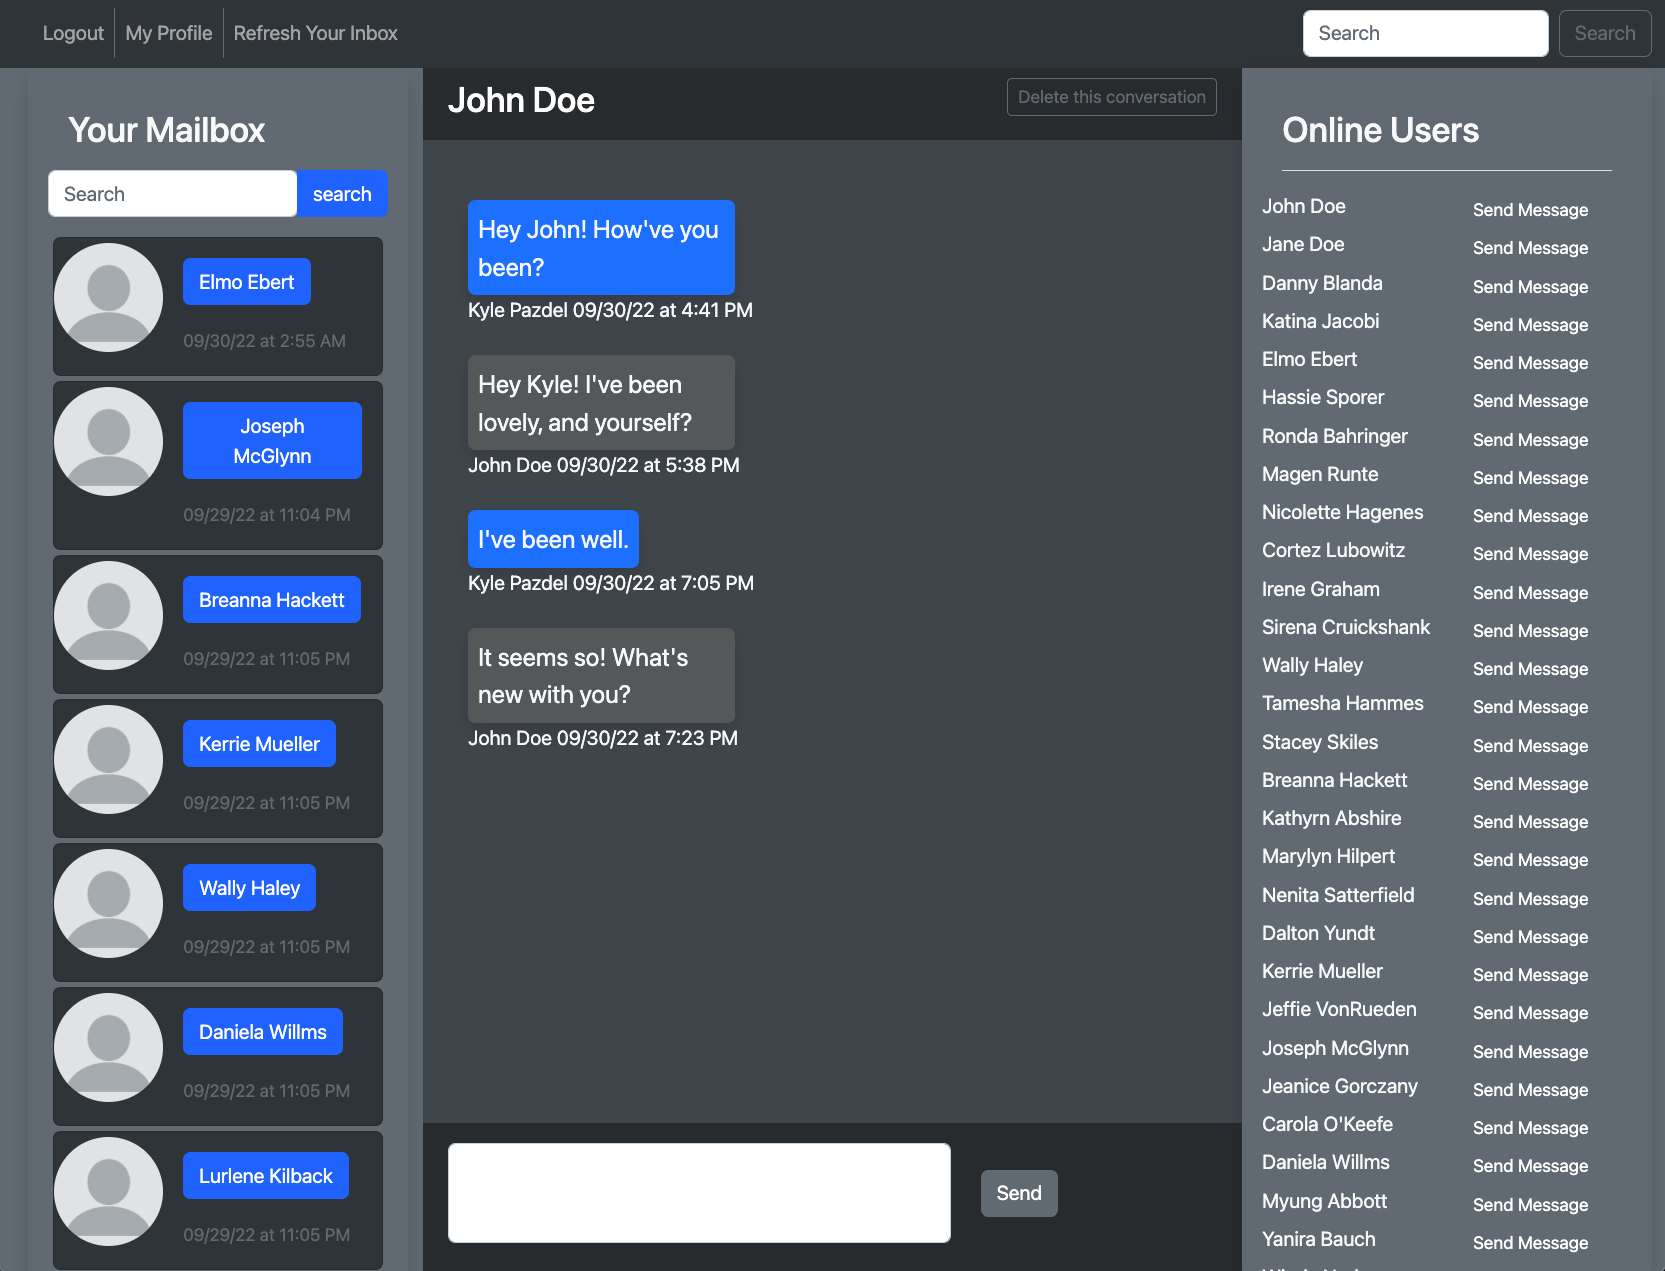 Logout
My Profile
Refresh Your Inbox
Search
Search
Your Mailbox
Search
search
Elmo Ebert
09/30/22 at 2:55 AM
Joseph
McGlynn
09/29/22 at 11:04 PM
Breanna Hackett
09/29/22 at 11:05 PM
Kerrie Mueller
09/29/22 at 11:05 PM
Wally Haley
09/29/22 at 11:05 PM
Daniela Willms
09/29/22 at 11:05 PM
Lurlene Kilback
09/29/22 at 11:05 PM
John Doe
Delete this conversation
Hey John! How've you
been?
Kyle Pazdel 09/30/22 at 4:41 PM
Hey Kyle! I've been
lovely, and yourself?
John Doe 09/30/22 at 5:38 PM
I've been well.
Kyle Pazdel 09/30/22 at 7:05 PM
It seems so! What's
new with you?
John Doe 09/30/22 at 7:23 PM
Send
Online Users
John Doe Send Message
Jane Doe Send Message
Danny Blanda Send Message
Katina Jacobi Send Message
Elmo Ebert Send Message
Hassie Sporer Send Message
Ronda Bahringer Send Message
Magen Runte Send Message
Nicolette Hagenes Send Message
Cortez Lubowitz Send Message
Irene Graham Send Message
Sirena Cruickshank Send Message
Wally Haley Send Message
Tamesha Hammes Send Message
Stacey Skiles Send Message
Breanna Hackett Send Message
Kathyrn Abshire Send Message
Marylyn Hilpert Send Message
Nenita Satterfield Send Message
Dalton Yundt Send Message
Kerrie Mueller Send Message
Jeffie VonRueden Send Message
Joseph McGlynn Send Message
Jeanice Gorczany Send Message
Carola O'Keefe Send Message
Daniela Willms Send Message
Myung Abbott Send Message
Yanira Bauch Send Message